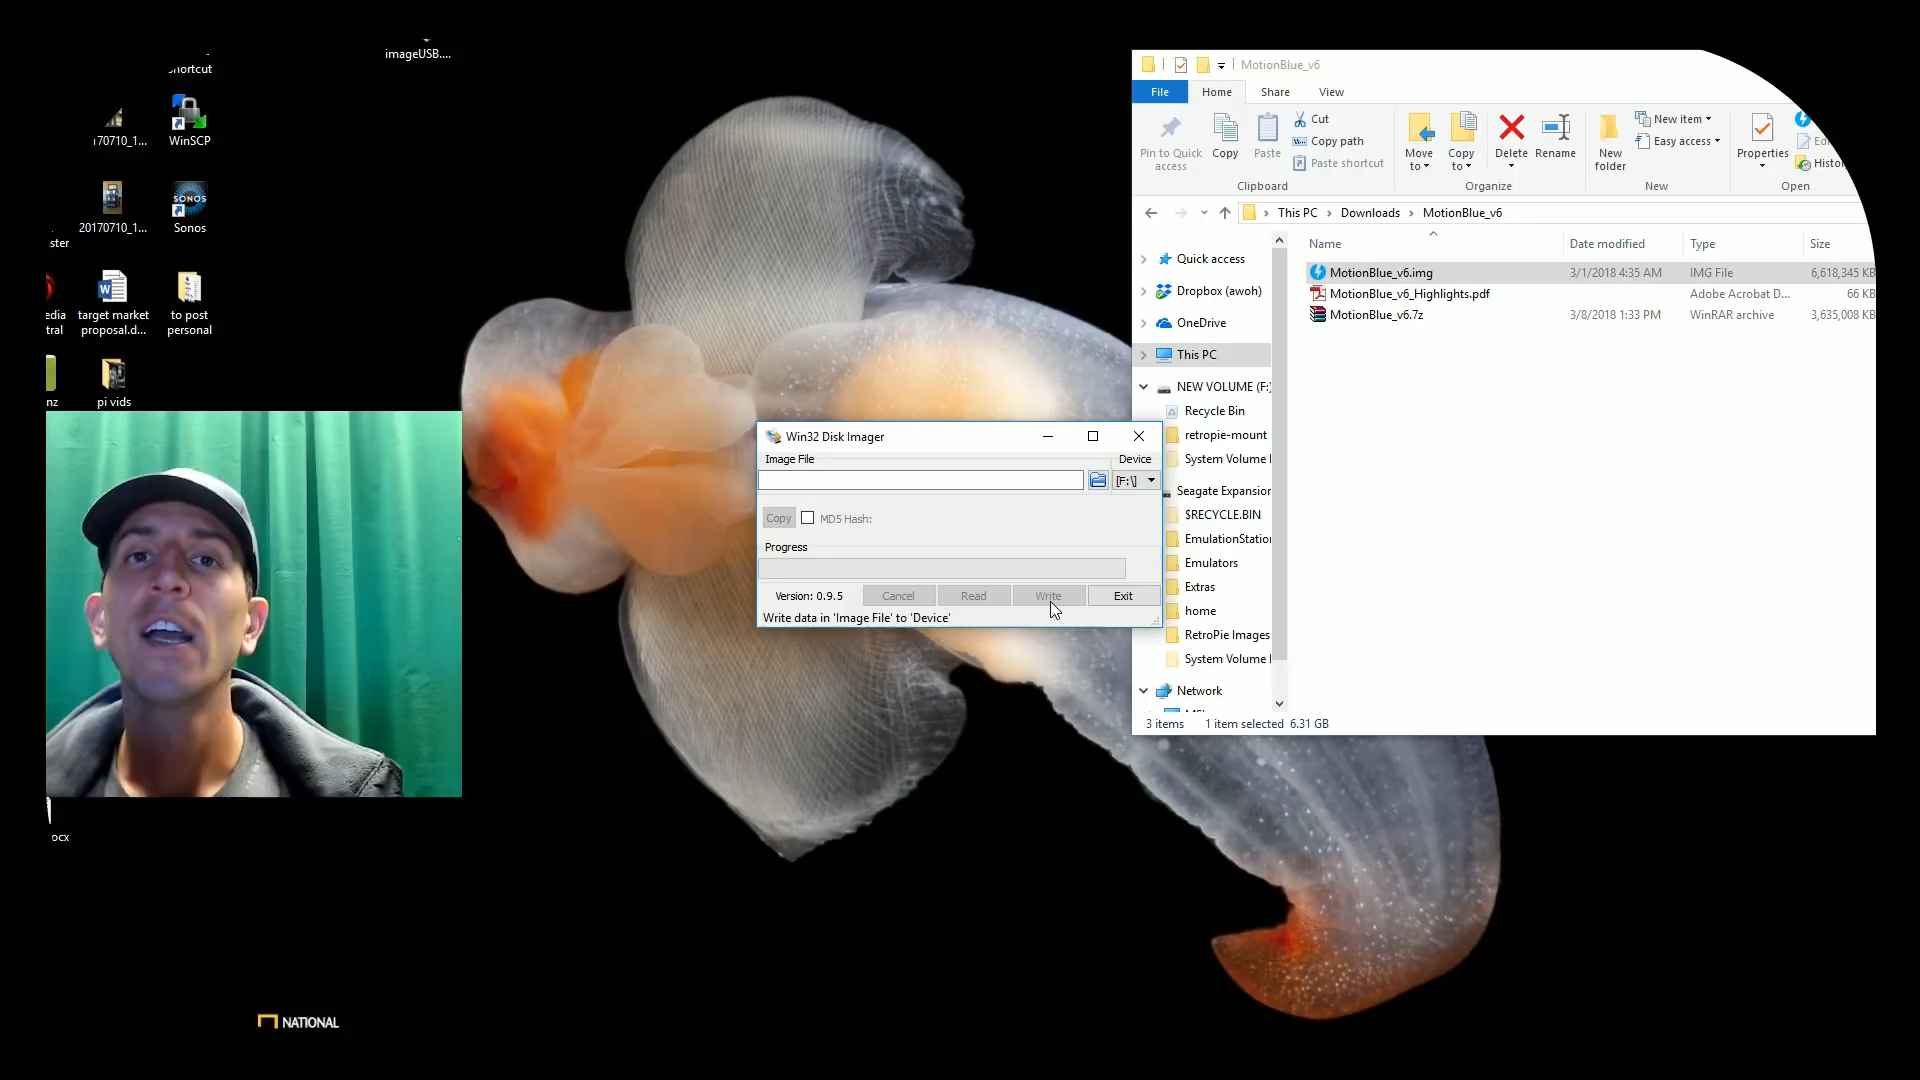 imageUSB....
shortcut
r70710_1...
WinSCP
20170710_1...
SONOS
Sonos
ster
edia
tral
target market
proposal.d...
to post
personal
nz
pi vids
ocx
NATIONAL
MotionBlue_v6
File Home Share View
Pin to Quick
access
Copy
Paste
Cut
Copy path
Paste shortcut
Clipboard
Move
to
Copy
to
Delete
Rename
Organize
New
folder
New item
Easy access
New
Properties
Histo
Open
This PC > Downloads > MotionBlue_v6
Name Date modified Type Size
MotionBlue_v6.img 3/1/2018 4:35 AM IMG File 6,618,345 KB
MotionBlue_v6_Highlights.pdf Adobe Acrobat D... 66 KB
MotionBlue_v6.7z 3/8/2018 1:33 PM WinRAR archive 3,635,008 KB
Quick access
Dropbox (awoh)
OneDrive
This PC
NEW VOLUME (F:)
Recycle Bin
retropie-mount
System Volume I
Seagate Expansion
$RECYCLE.BIN
EmulationStatio
Emulators
Extras
home
RetroPie Images
System Volume I
Network
3 items 1 item selected 6.31 GB
Win32 Disk Imager
Image File Device
[F:\]
Copy MD5 Hash:
Progress
Version: 0.9.5 Cancel Read Write Exit
Write data in 'Image File' to 'Device'